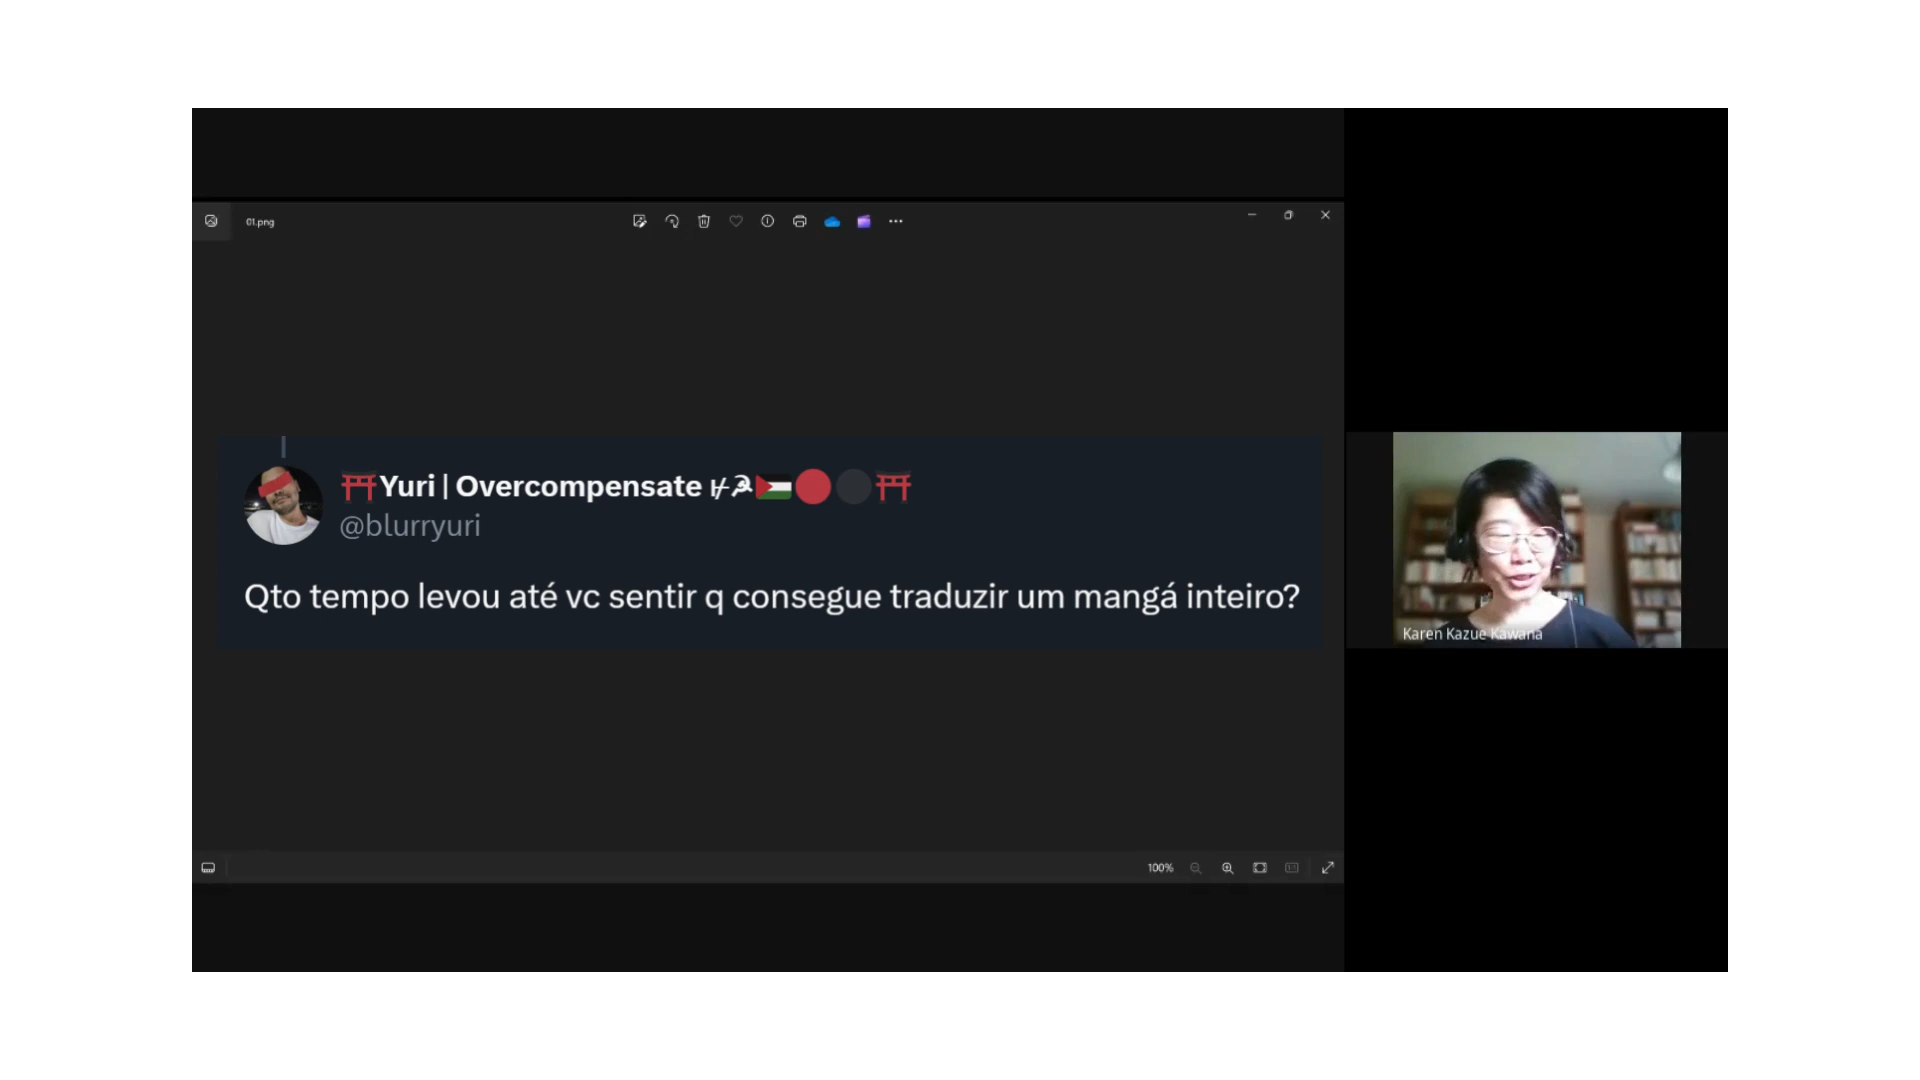 01.png
⛩Yuri | Overcompensate ⊬☭🇵🇸🔴⚫⛩
@blurryuri
Qto tempo levou até vc sentir q consegue traduzir um mangá inteiro?
Karen Kazue Kawana
100%